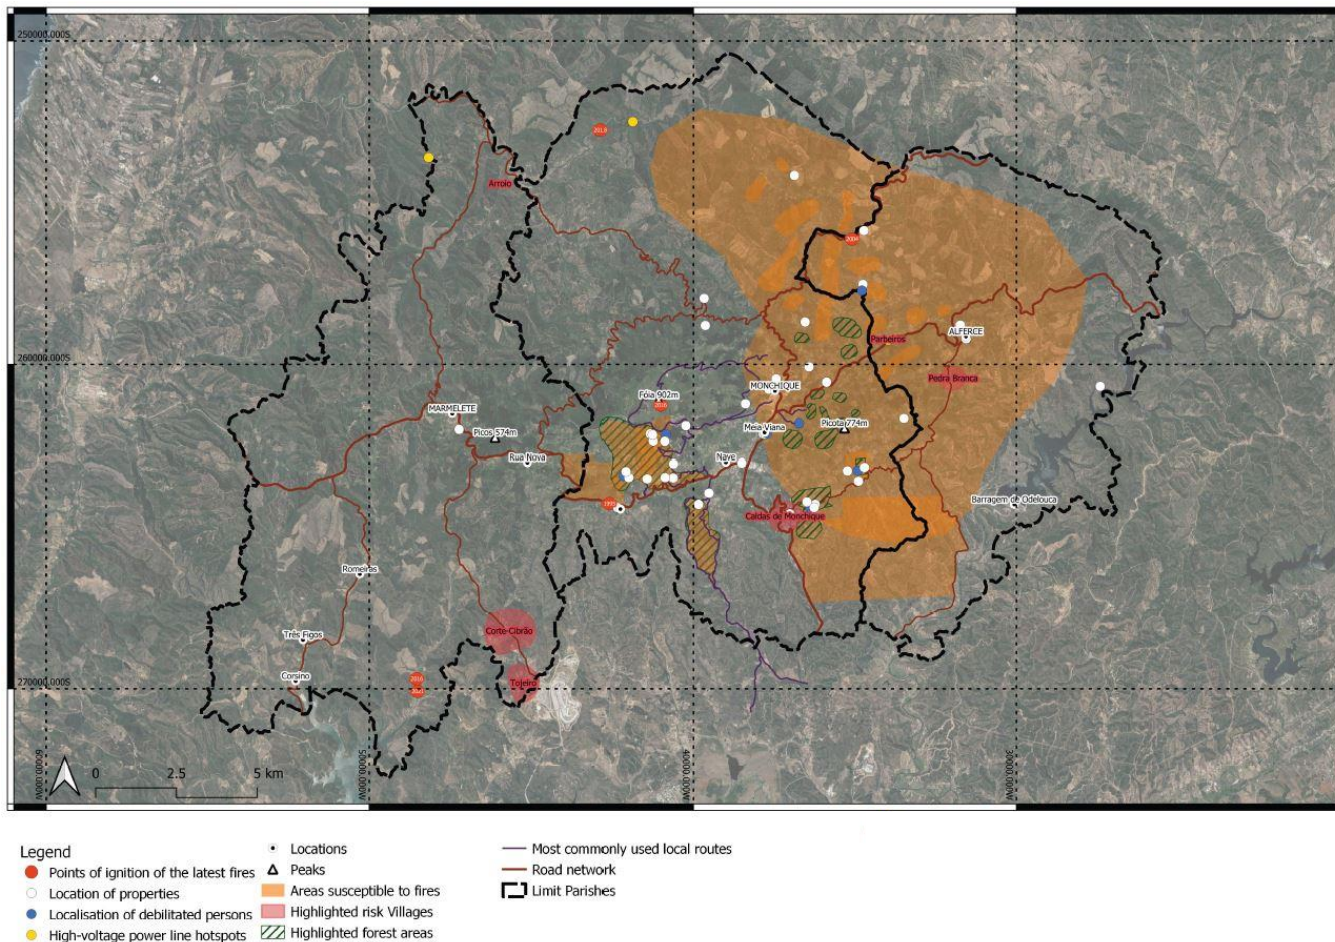 250000.000S
2018
Arroio
2004
ALFERCE
Parbeiros
260000.000S
Pedra Branca
MONCHIQUE
Fóia 902m
2016
MARMELETE
Picos 574m
Meia Viana
Picota 774m
Rua Nova
Nave
1995
Barragem de Odelouca
Caldas de Monchique
Romeiras
Corte-Cibrão
Três Figos
Corsino
Tojeiro
270000.000S
60000.000W
50000.000W
40000.000W
30000.000W
0 2.5 5 km
Legend
Points of ignition of the latest fires
Location of properties
Localisation of debilitated persons
High-voltage power line hotspots
Locations
Peaks
Areas susceptible to fires
Highlighted risk Villages
Highlighted forest areas
Most commonly used local routes
Road network
Limit Parishes